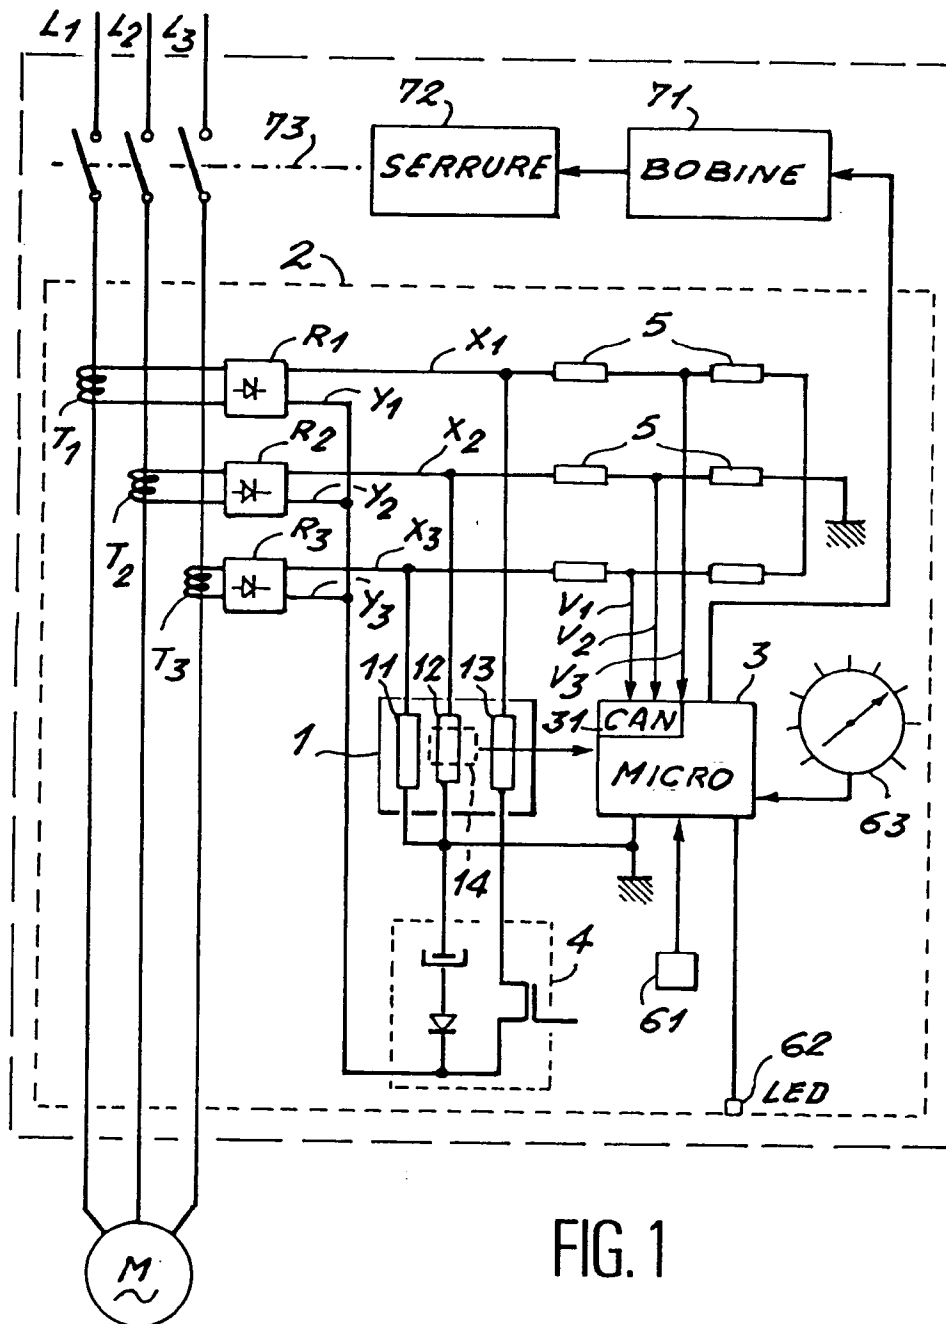 L1 L2 L3
72 71
73
SERRURE BOBINE
2
R1 X1 5
T1 Y1
R2 X2 5
T2 Y2
R3 X3
T3 Y3
V1
V2
V3
11 12 13 3
1 31 CAN
MICRO
63
14
4
61
62
LED
M
~
FIG. 1